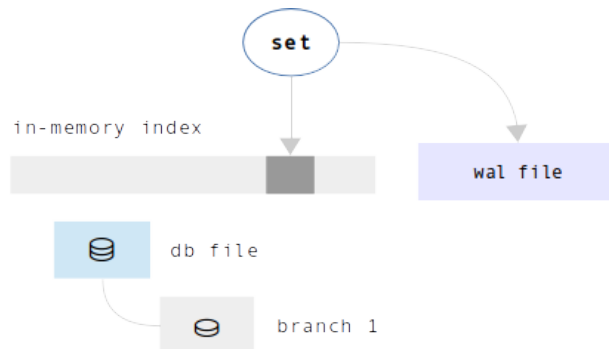 set
in-memory index
wal file
db file
branch 1